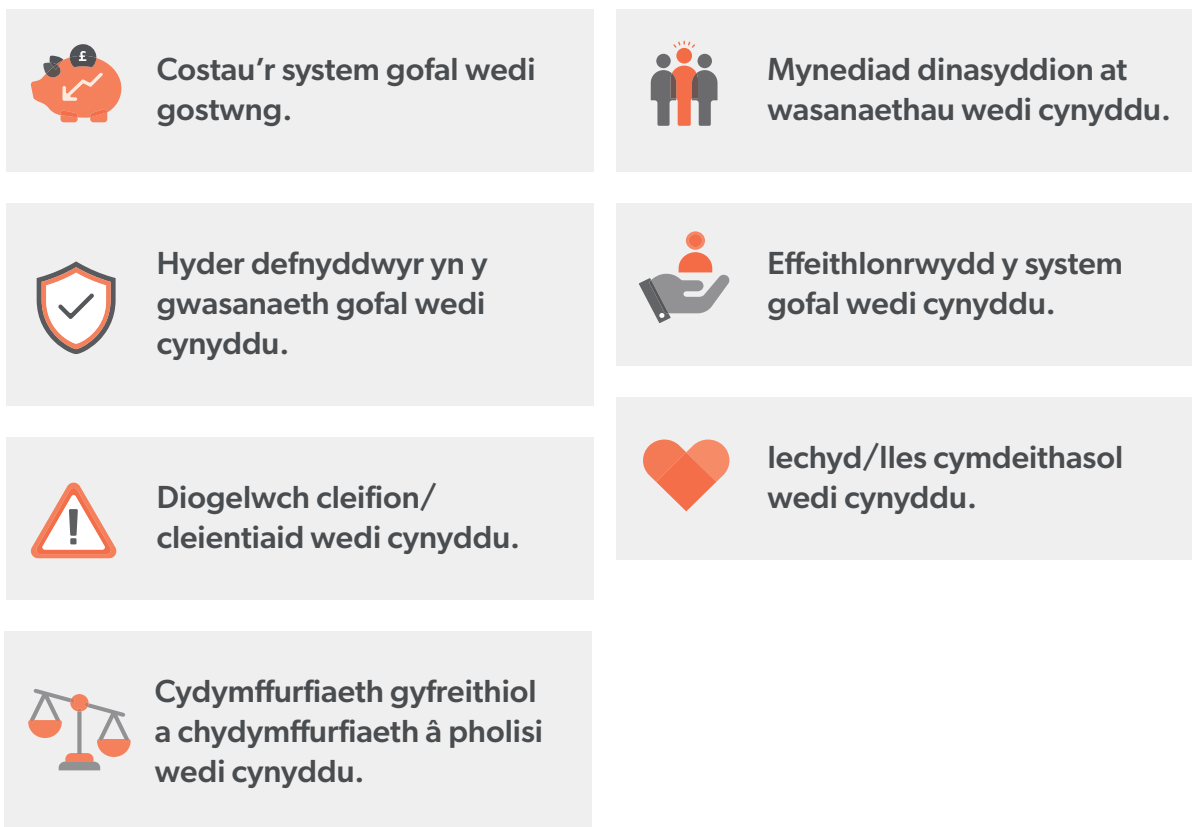 £
Costau'r system gofal wedi
gostwng.
Hyder defnyddwyr yn y
gwasanaeth gofal wedi
cynyddu.
!
Diogelwch cleifion/
cleientiaid wedi cynyddu.
Cydymffurfiaeth gyfreithiol
a chydymffurfiaeth â pholisi
wedi cynyddu.
Mynediad dinasyddion at
wasanaethau wedi cynyddu.
Effeithlonrwydd y system
gofal wedi cynyddu.
Iechyd/lles cymdeithasol
wedi cynyddu.